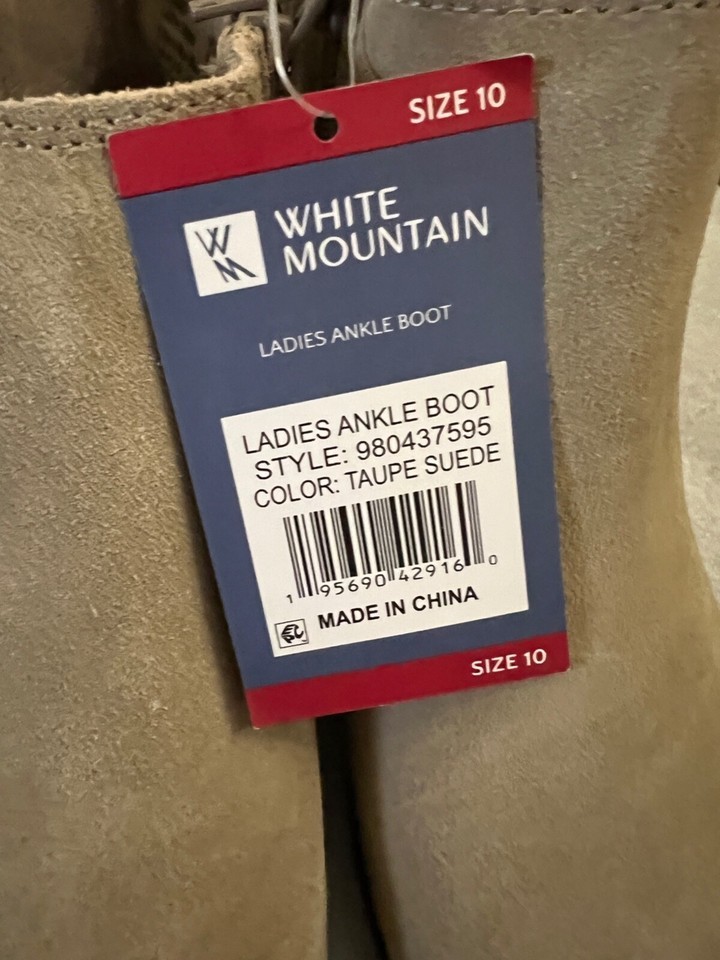 SIZE 10
WM
WHITE
MOUNTAIN
LADIES ANKLE BOOT
LADIES ANKLE BOOT
STYLE: 980437595
COLOR: TAUPE SUEDE
1 95690 42916 0
MADE IN CHINA
SIZE 10